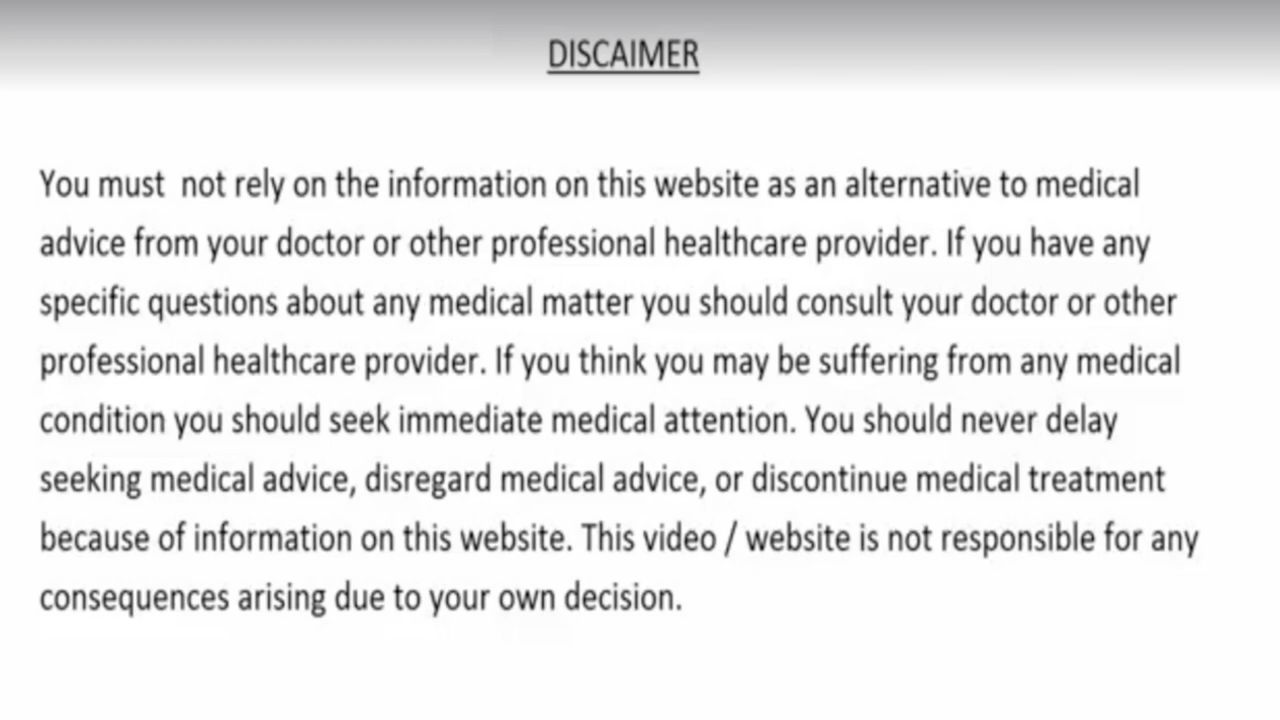 DISCAIMER
You must  not rely on the information on this website as an alternative to medical
advice from your doctor or other professional healthcare provider. If you have any
specific questions about any medical matter you should consult your doctor or other
professional healthcare provider. If you think you may be suffering from any medical
condition you should seek immediate medical attention. You should never delay
seeking medical advice, disregard medical advice, or discontinue medical treatment
because of information on this website. This video / website is not responsible for any
consequences arising due to your own decision.